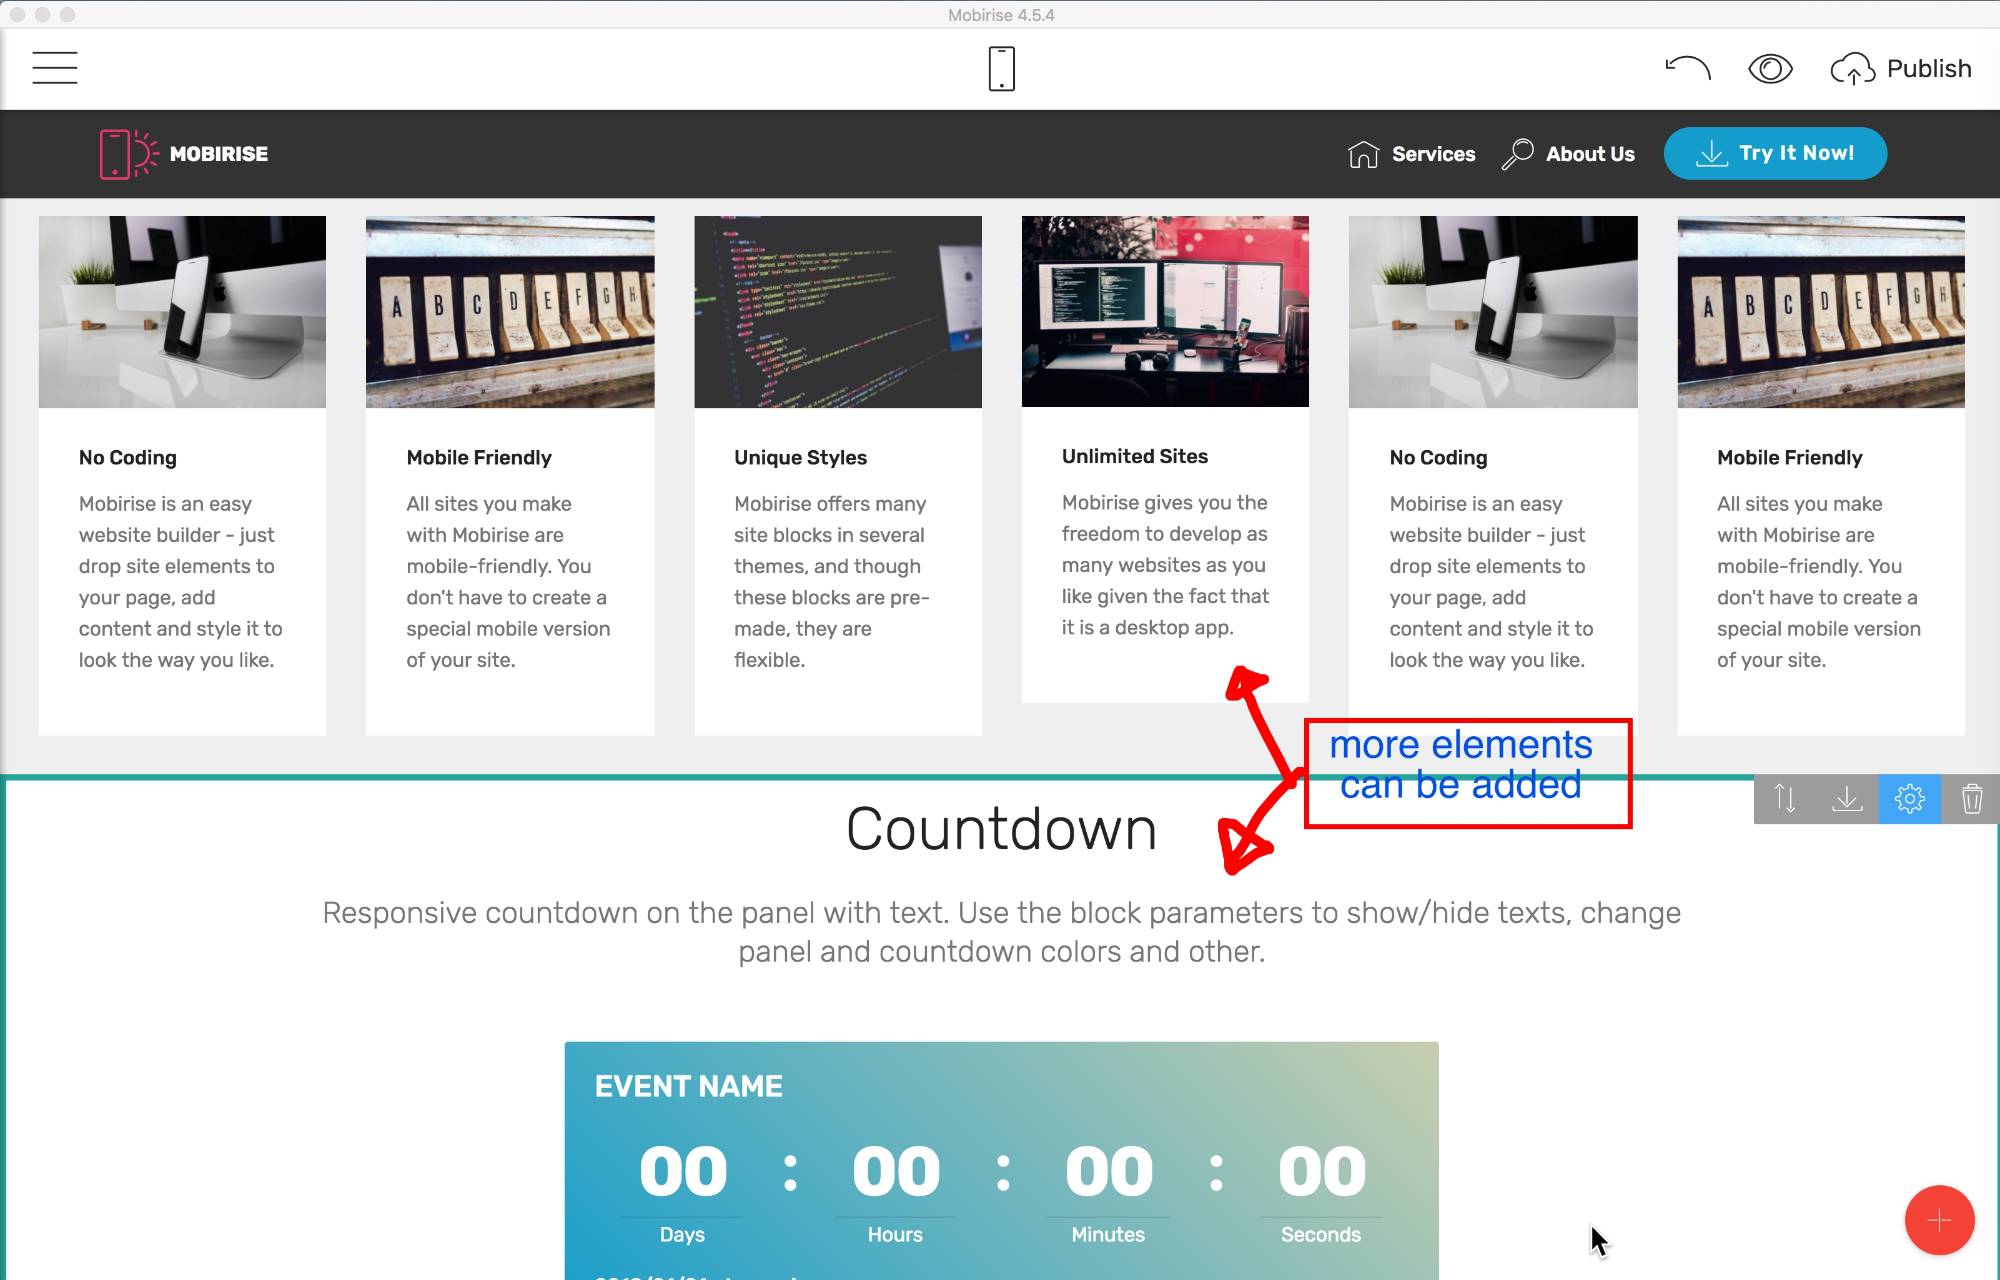 Mobirise 4.5.4
Publish
MOBIRISE
Services
About Us
Try It Now!
A B C D E F G H
A B C D E F G H
No Coding
Mobirise is an easy
website builder - just
drop site elements to
your page, add
content and style it to
look the way you like.
Mobile Friendly
All sites you make
with Mobirise are
mobile-friendly. You
don't have to create a
special mobile version
of your site.
Unique Styles
Mobirise offers many
site blocks in several
themes, and though
these blocks are pre-
made, they are
flexible.
Unlimited Sites
Mobirise gives you the
freedom to develop as
many websites as you
like given the fact that
it is a desktop app.
No Coding
Mobirise is an easy
website builder - just
drop site elements to
your page, add
content and style it to
look the way you like.
Mobile Friendly
All sites you make
with Mobirise are
mobile-friendly. You
don't have to create a
special mobile version
of your site.
more elements
can be added
Countdown
Responsive countdown on the panel with text. Use the block parameters to show/hide texts, change
panel and countdown colors and other.
EVENT NAME
00 : 00 : 00 : 00
Days
Hours
Minutes
Seconds